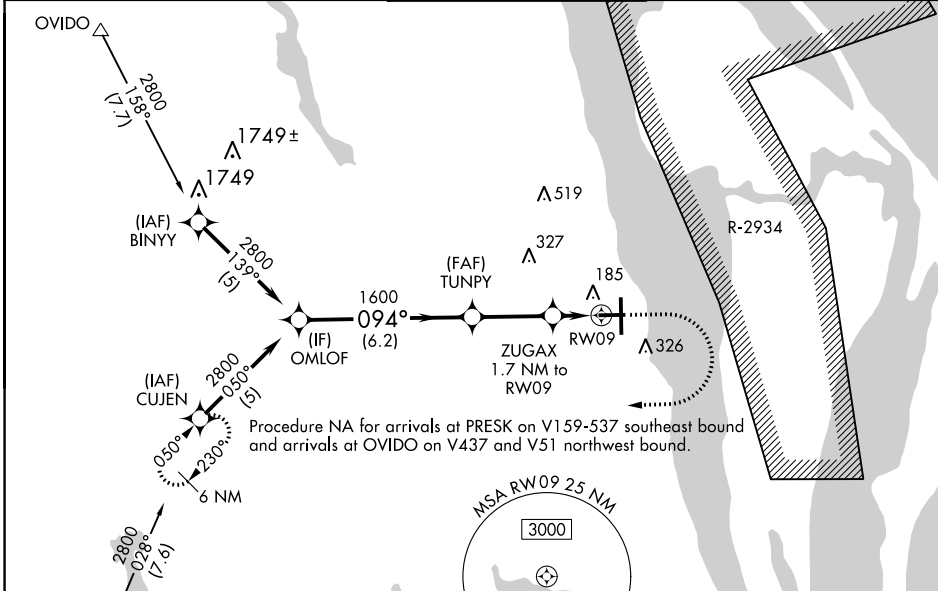 OVIDO
2800
158°
(7.7)
1749±
1749
(IAF)
BINYY
2800
139°
(5)
519
327
R-2934
(FAF)
TUNPY
185
1600
094°
(6.2)
(IF)
OMLOF
RW09
ZUGAX
1.7 NM to
RW09
326
(IAF)
CUJEN
2800
050°
(5)
Procedure NA for arrivals at PRESK on V159-537 southeast bound
and arrivals at OVIDO on V437 and V51 northwest bound.
050°
230°
6 NM
2800
028°
(7.6)
MSA RW09 25 NM
3000